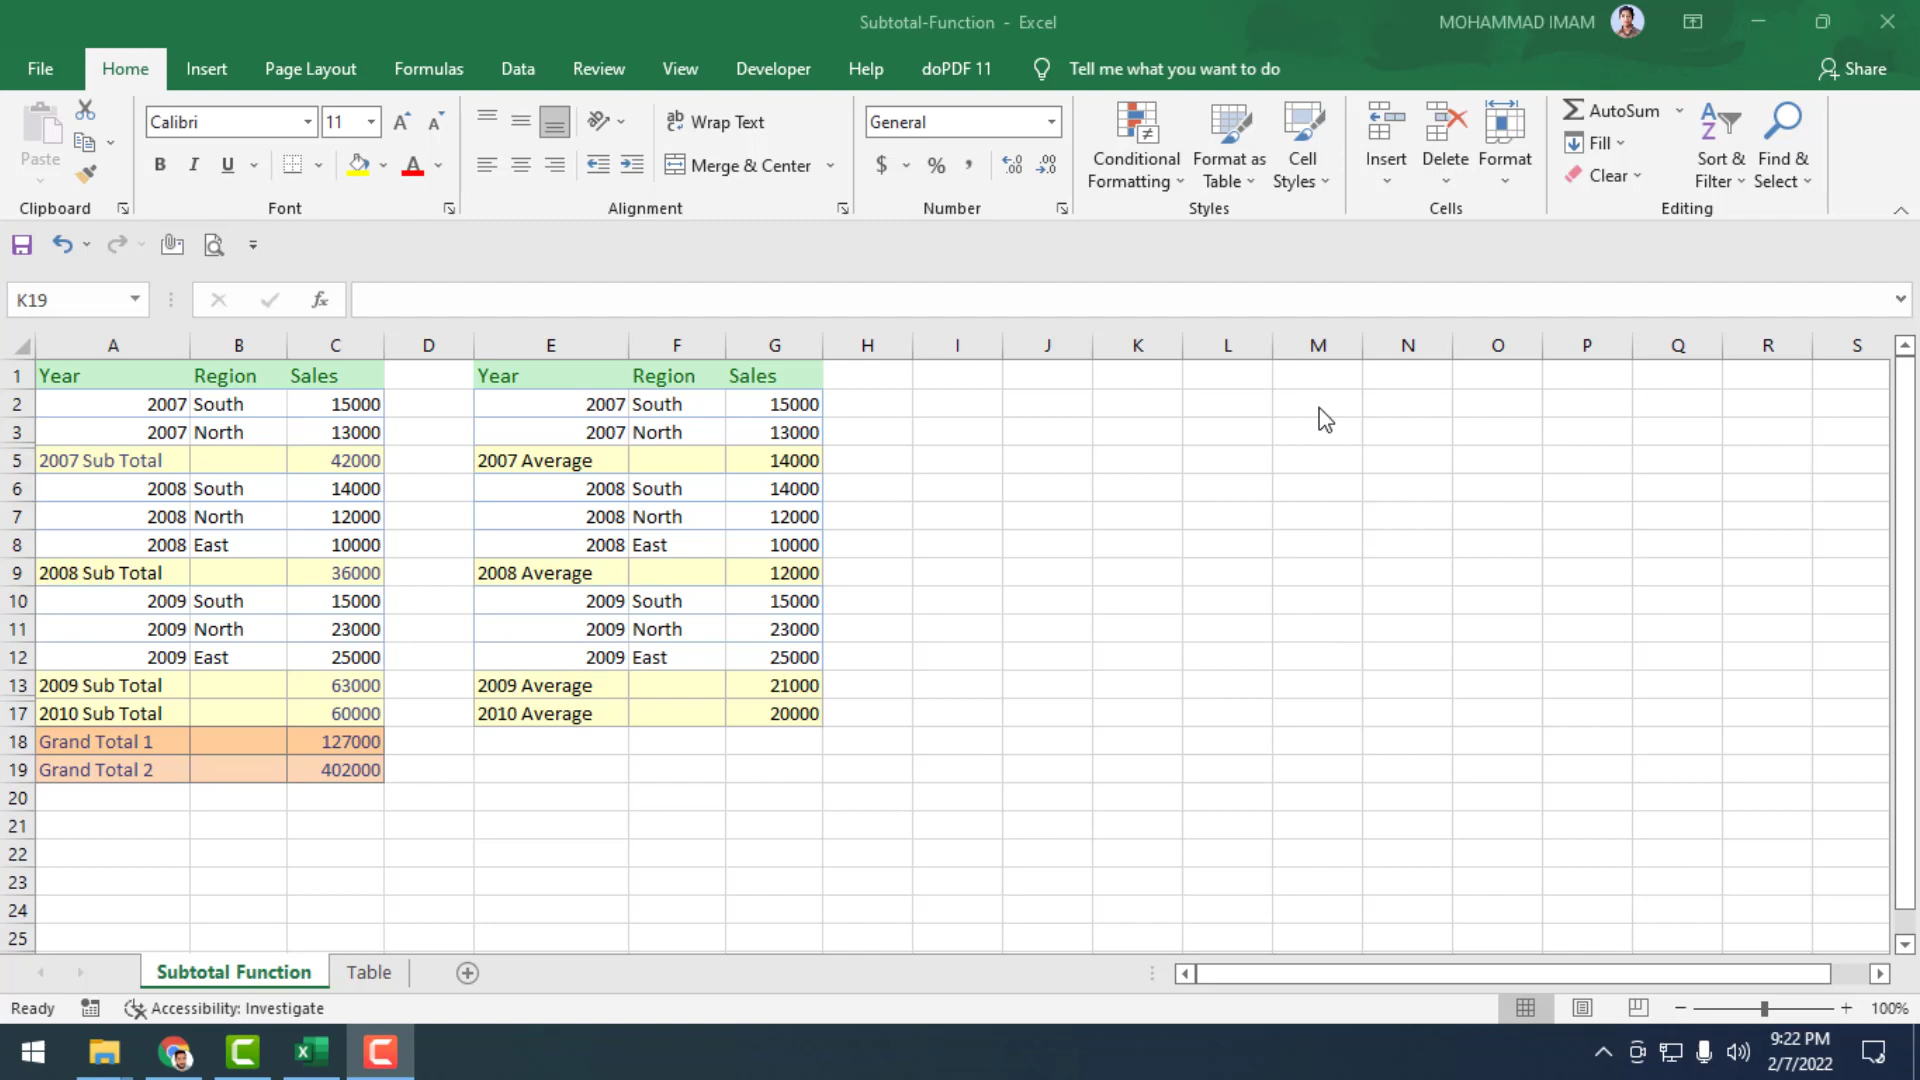 Subtotal-Function - Excel
MOHAMMAD IMAM
File Home Insert Page Layout Formulas Data Review View Developer Help doPDF 11 Tell me what you want to do Share
Paste
Clipboard
Calibri 11
B I U A
Font
Wrap Text
Merge & Center
Alignment
General
$ % ,
Number
Conditional Formatting
Format as Table
Cell Styles
Styles
Insert Delete Format
Cells
AutoSum
Fill
Clear
Sort & Filter
Find & Select
Editing
K19 fx
A B C D E F G H I J K L M N O P Q R S
1 Year Region Sales Year Region Sales
2 2007 South 15000 2007 South 15000
3 2007 North 13000 2007 North 13000
5 2007 Sub Total 42000 2007 Average 14000
6 2008 South 14000 2008 South 14000
7 2008 North 12000 2008 North 12000
8 2008 East 10000 2008 East 10000
9 2008 Sub Total 36000 2008 Average 12000
10 2009 South 15000 2009 South 15000
11 2009 North 23000 2009 North 23000
12 2009 East 25000 2009 East 25000
13 2009 Sub Total 63000 2009 Average 21000
17 2010 Sub Total 60000 2010 Average 20000
18 Grand Total 1 127000
19 Grand Total 2 402000
20
21
22
23
24
25
Subtotal Function Table
Ready Accessibility: Investigate 100%
9:22 PM
2/7/2022